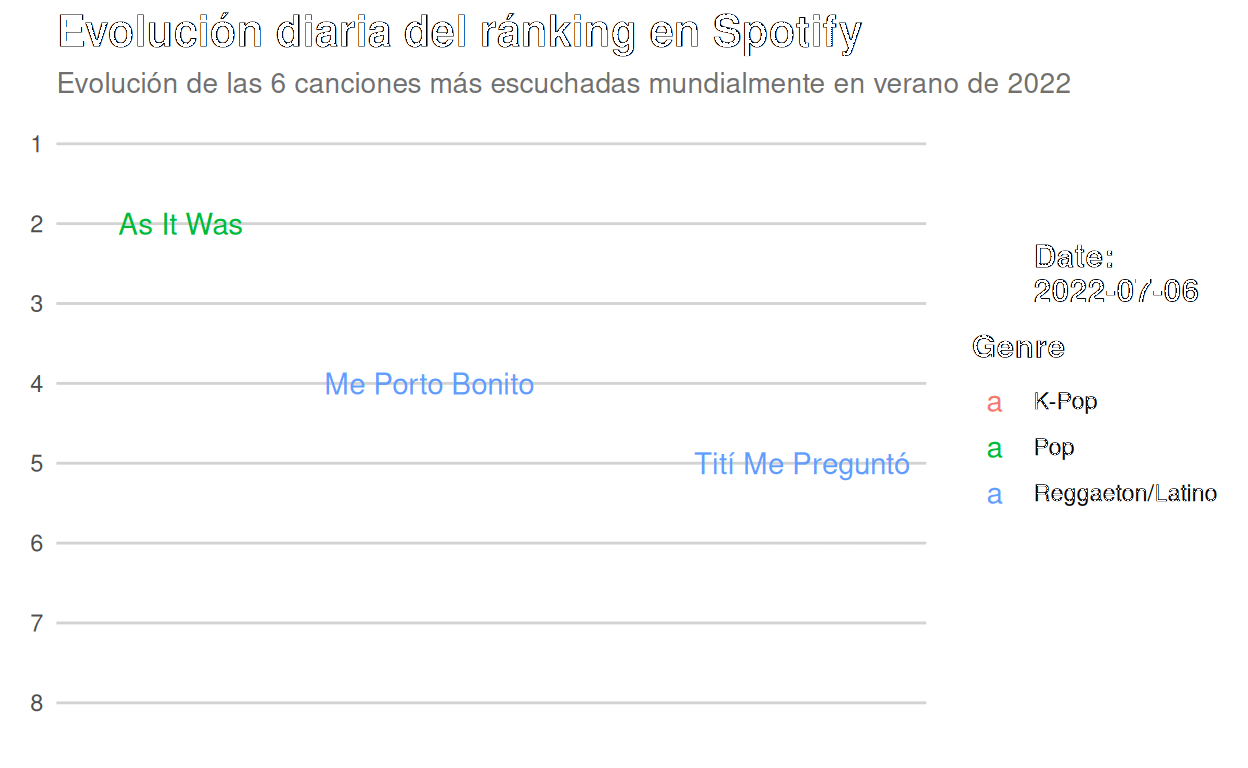 Evolución diaria del ránking en Spotify
Evolución de las 6 canciones más escuchadas mundialmente en verano de 2022
1
2 As It Was
3
4 Me Porto Bonito
5 Tití Me Preguntó
6
7
8
Date:
2022-07-06
Genre
a K-Pop
a Pop
a Reggaeton/Latino